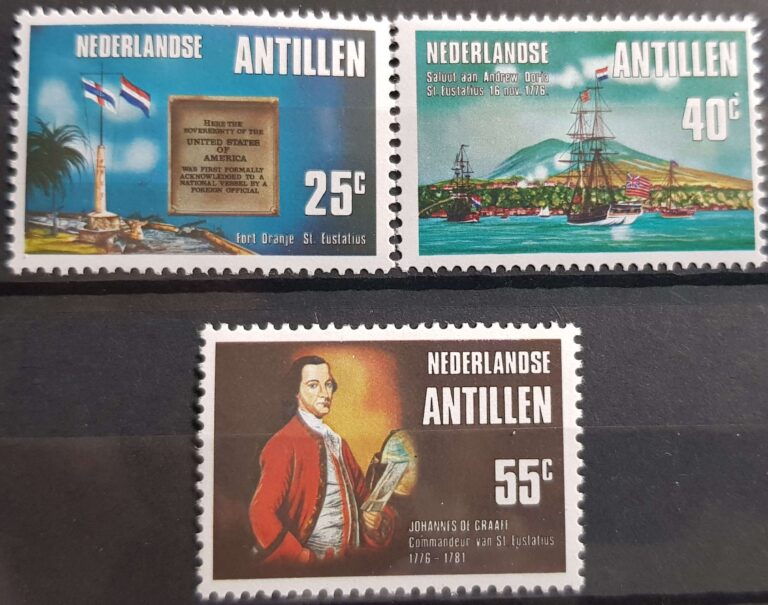 NEDERLANDSE ANTILLEN
HERE THE
SOVEREIGNTY OF THE
UNITED STATES
OF
AMERICA
WAS FIRST FORMALLY
ACKNOWLEDGED TO A
NATIONAL VESSEL BY A
FOREIGN OFFICIAL
25c
Fort Oranje St. Eustatius
NEDERLANDSE ANTILLEN
Saluut aan Andrew Doria
St. Eustatius 16 nov. 1776.
40c
NEDERLANDSE
ANTILLEN
55c
JOHANNES DE GRAAFF
Commandeur van St Eustatius
1776 - 1781